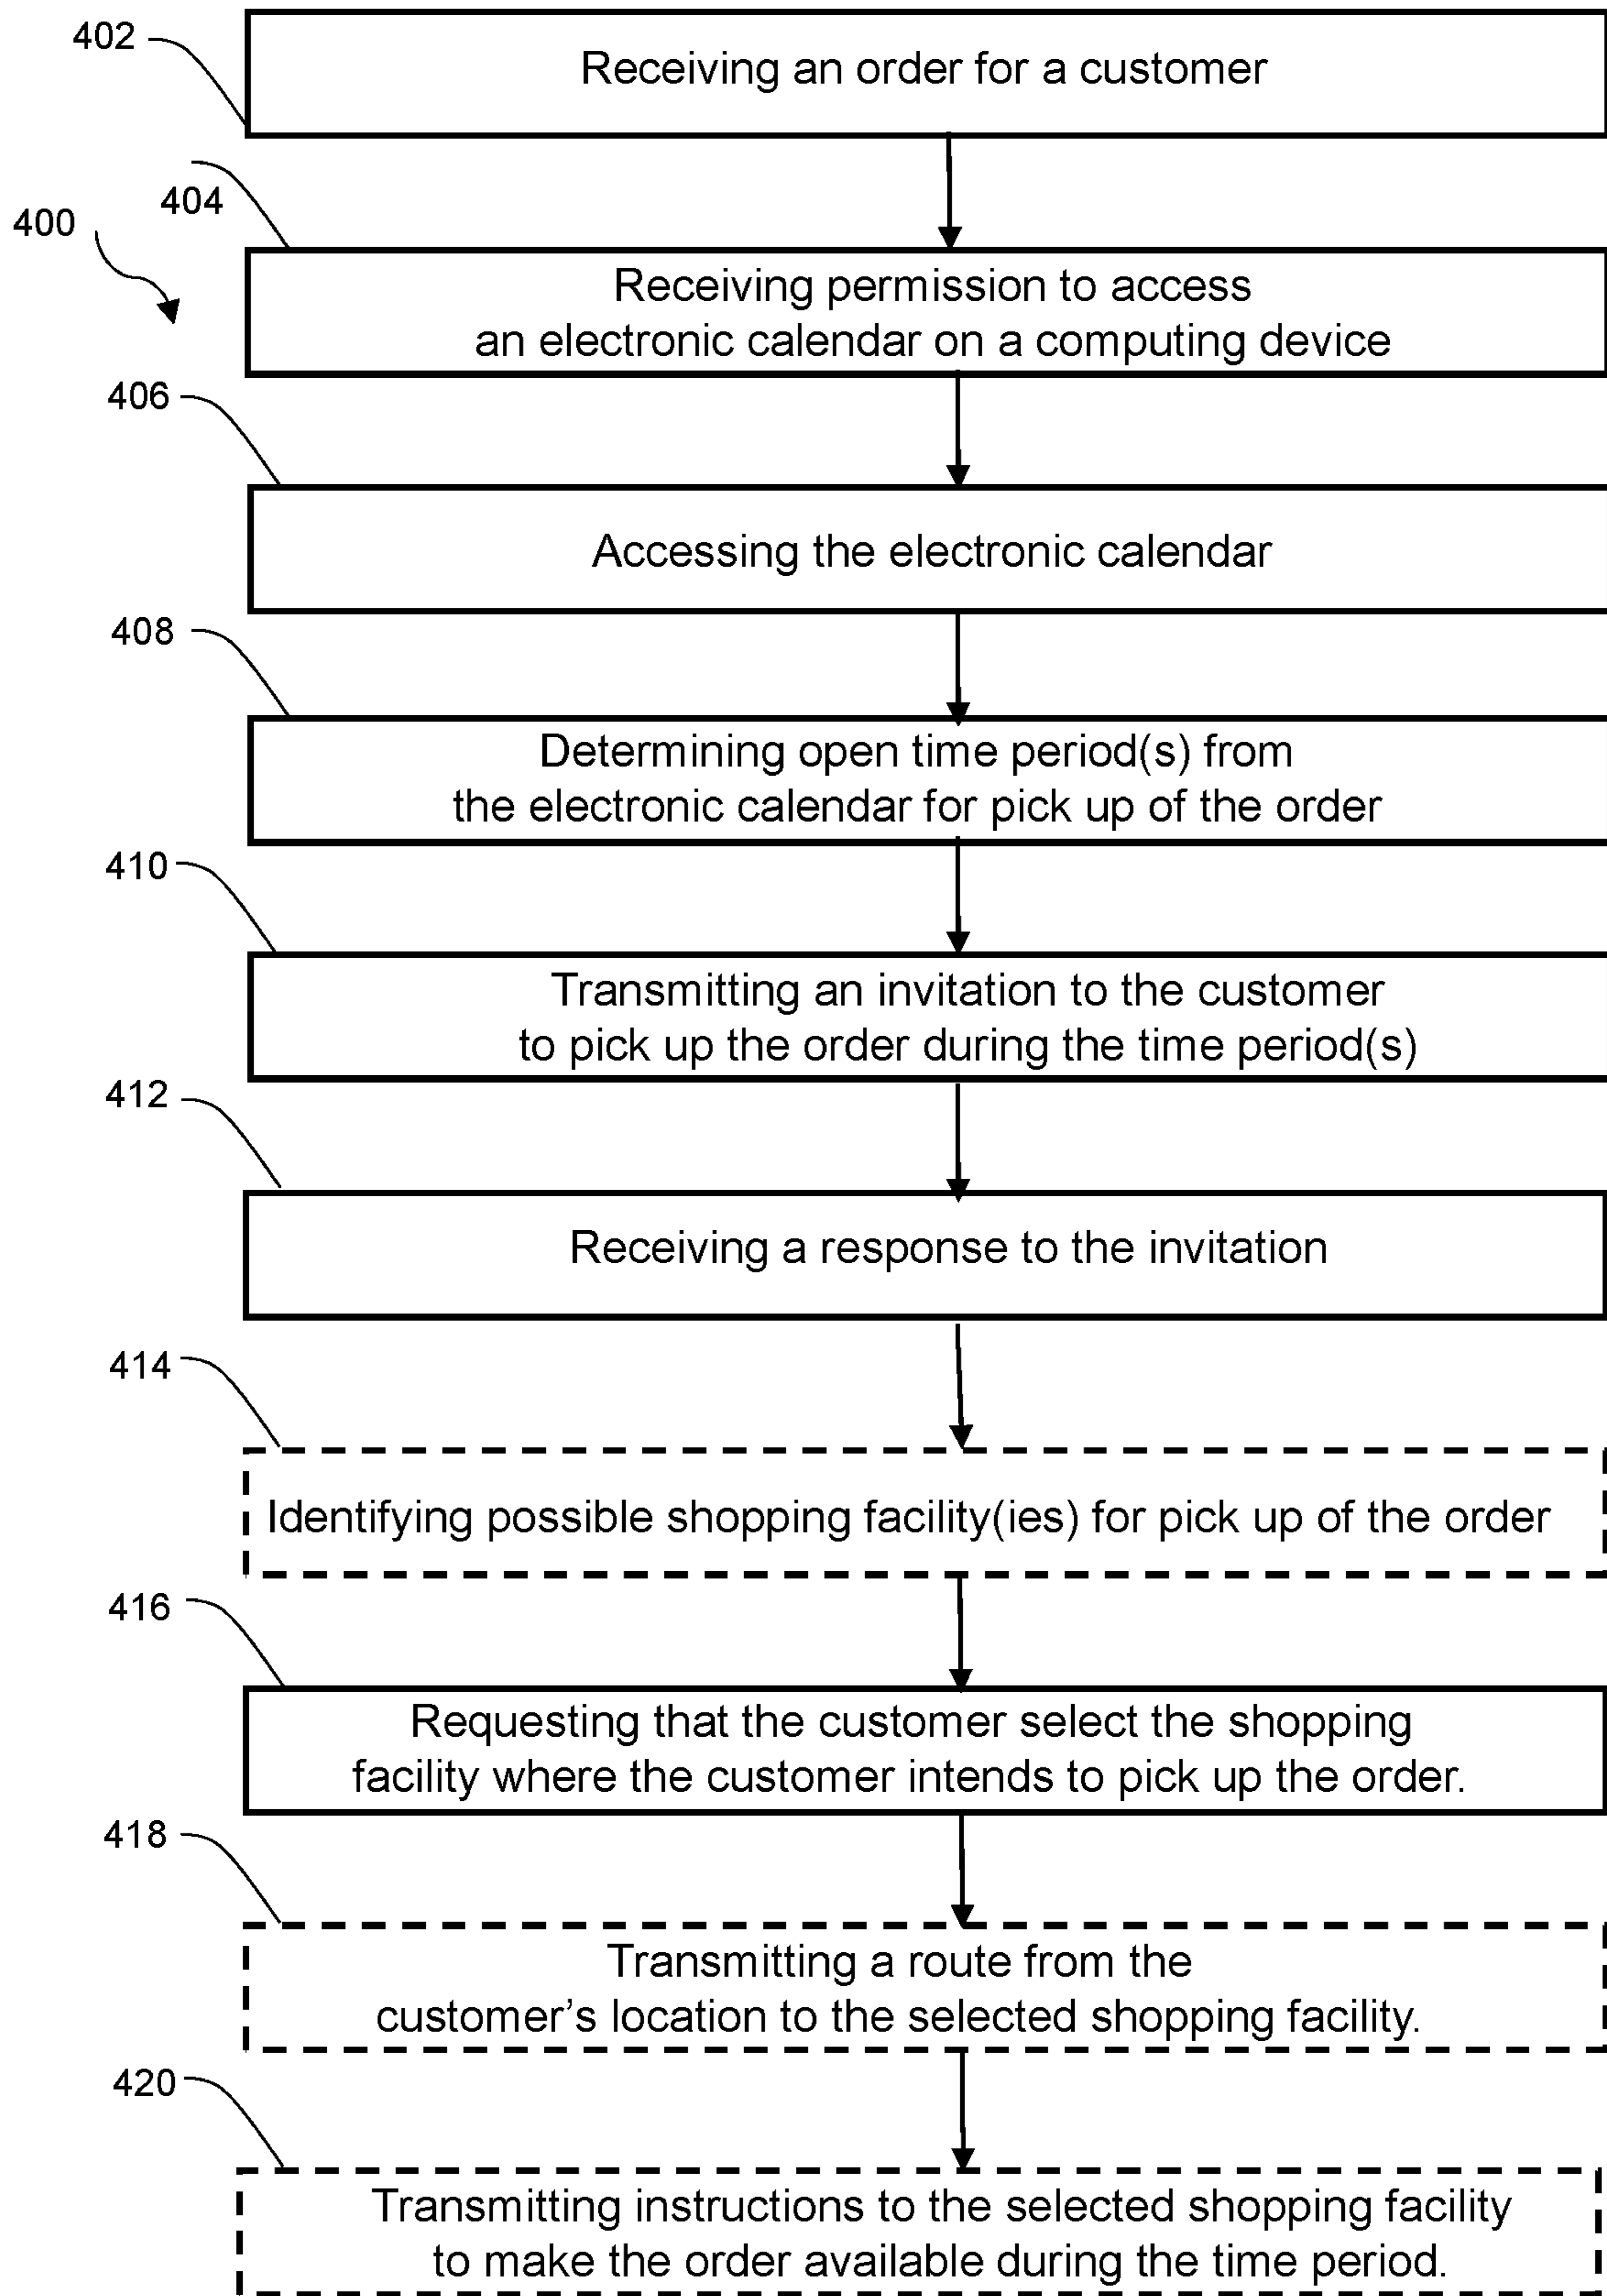 402
Receiving an order for a customer
404
400
Receiving permission to access
an electronic calendar on a computing device
406
Accessing the electronic calendar
408
Determining open time period(s) from
the electronic calendar for pick up of the order
410
Transmitting an invitation to the customer
to pick up the order during the time period(s)
412
Receiving a response to the invitation
414
Identifying possible shopping facility(ies) for pick up of the order
416
Requesting that the customer select the shopping
facility where the customer intends to pick up the order.
418
Transmitting a route from the
customer’s location to the selected shopping facility.
420
Transmitting instructions to the selected shopping facility
to make the order available during the time period.